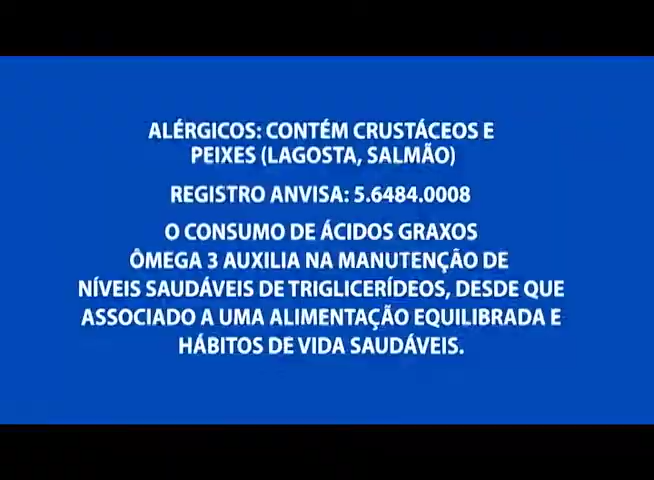 ALÉRGICOS: CONTÉM CRUSTÁCEOS E
PEIXES (LAGOSTA, SALMÃO)
REGISTRO ANVISA: 5.6484.0008
O CONSUMO DE ÁCIDOS GRAXOS
ÔMEGA 3 AUXILIA NA MANUTENÇÃO DE
NÍVEIS SAUDÁVEIS DE TRIGLICERÍDEOS, DESDE QUE
ASSOCIADO A UMA ALIMENTAÇÃO EQUILIBRADA E
HÁBITOS DE VIDA SAUDÁVEIS.